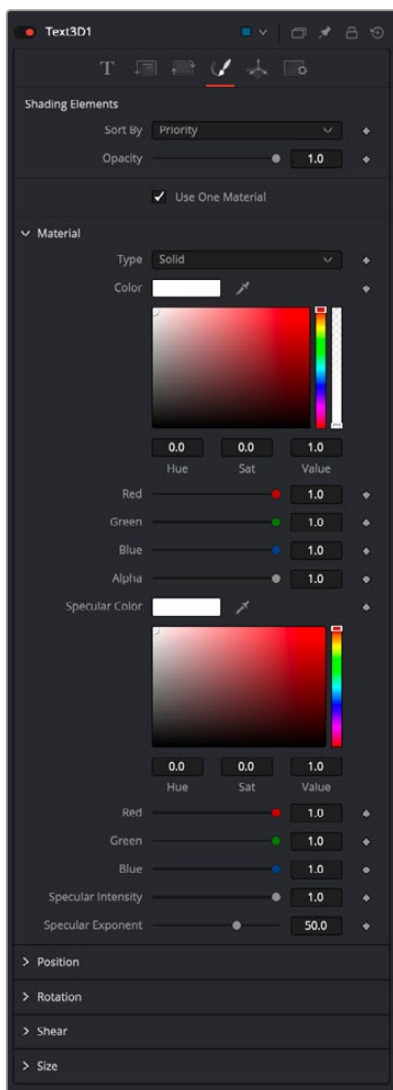 Text3D1
T
Shading Elements
Sort By Priority
Opacity 1.0
Use One Material
Material
Type Solid
Color
0.0 0.0 1.0
Hue Sat Value
Red 1.0
Green 1.0
Blue 1.0
Alpha 1.0
Specular Color
0.0 0.0 1.0
Hue Sat Value
Red 1.0
Green 1.0
Blue 1.0
Specular Intensity 1.0
Specular Exponent 50.0
Position
Rotation
Shear
Size